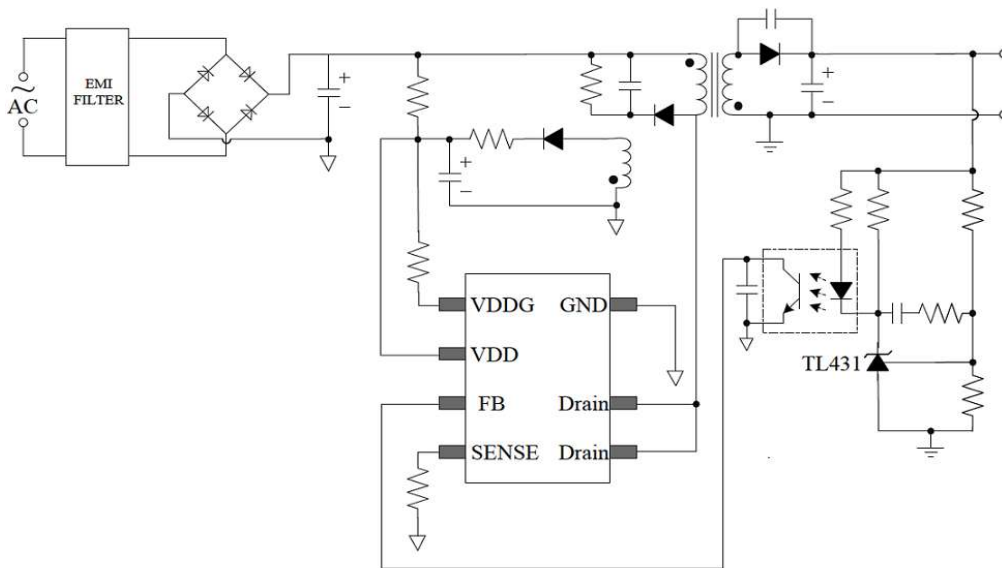 EMI
FILTER
AC
+
−
+
−
+
−
VDDG
GND
VDD
FB
Drain
SENSE
Drain
TL431